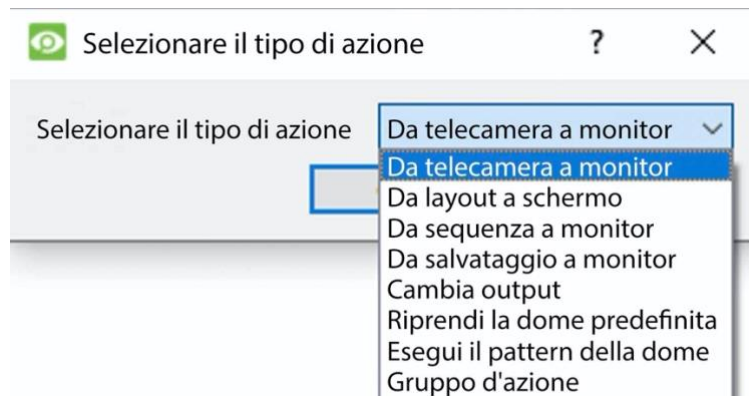 Selezionare il tipo di azione ?
Selezionare il tipo di azione Da telecamera a monitor
Da telecamera a monitor
Da layout a schermo
Da sequenza a monitor
Da salvataggio a monitor
Cambia output
Riprendi la dome predefinita
Esegui il pattern della dome
Gruppo d'azione